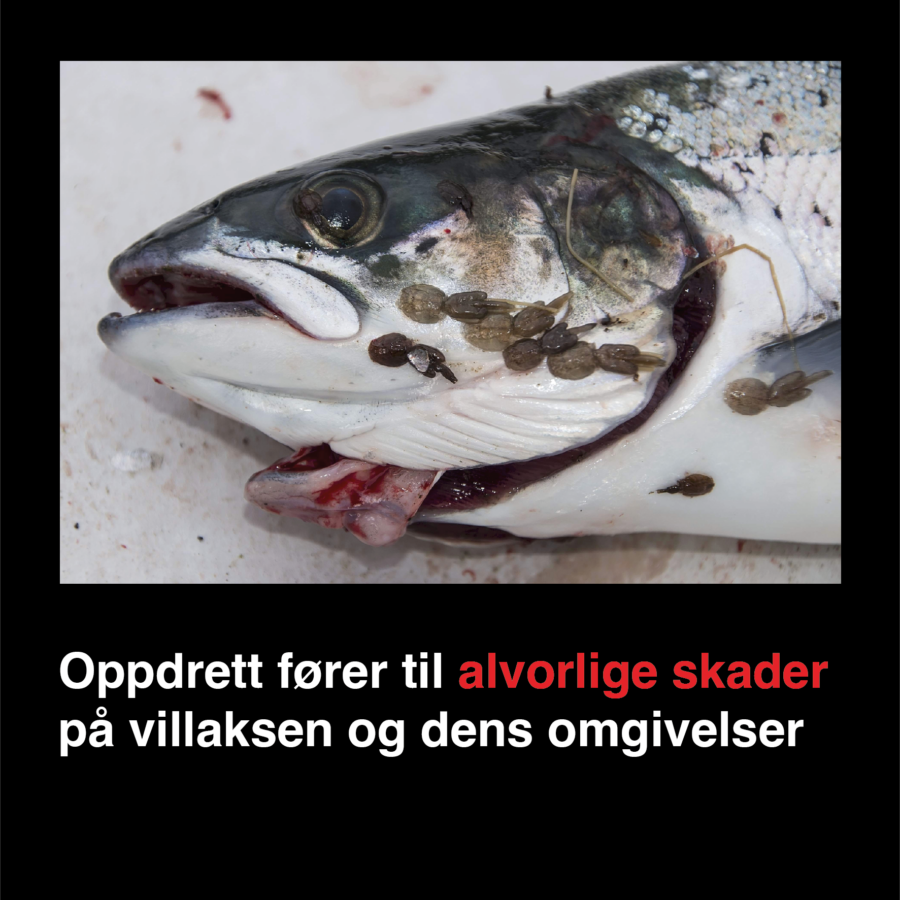 Oppdrett fører til alvorlige skader
på villaksen og dens omgivelser